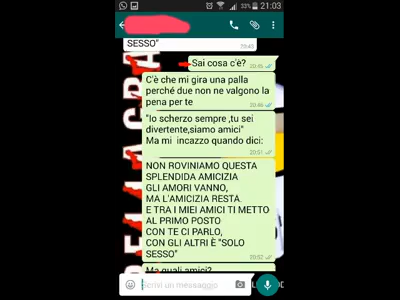 33% 21:03
SESSO"
20:45
Sai cosa c'è?
20:45
C'è che mi gira una palla
perché due non ne valgono la
pena per te
20:46
"Io scherzo sempre ,tu sei
divertente,siamo amici"
Ma mi incazzo quando dici:
20:51
NON ROVINIAMO QUESTA
SPLENDIDA AMICIZIA
GLI AMORI VANNO,
MA L'AMICIZIA RESTA.
E TRA I MIEI AMICI TI METTO
AL PRIMO POSTO
CON TE CI PARLO,
CON GLI ALTRI È "SOLO
SESSO"
20:52
Ma quali amici?
Scrivi un messaggio